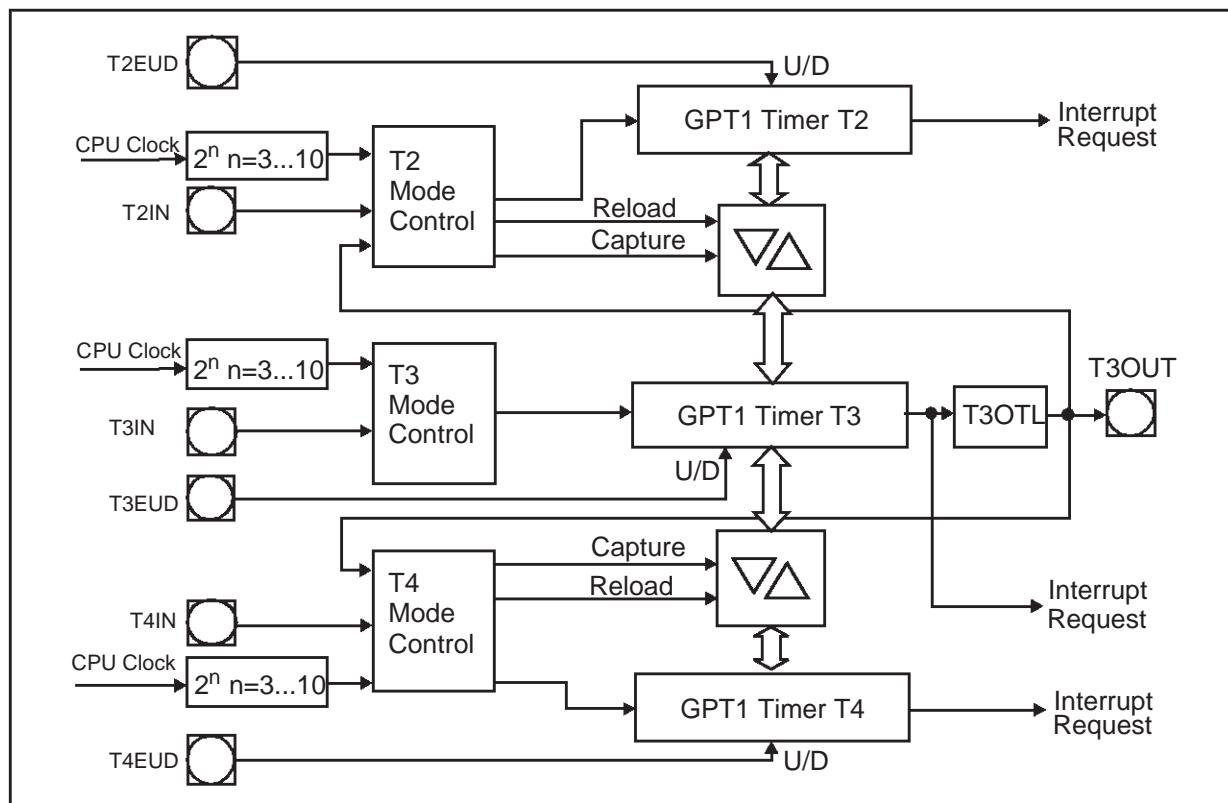 T2EUD
U/D
GPT1 Timer T2
Interrupt
Request
CPU Clock
2ⁿ n=3...10
T2
Mode
Control
T2IN
Reload
Capture
CPU Clock
2ⁿ n=3...10
T3
Mode
Control
T3IN
GPT1 Timer T3
T3OTL
T3OUT
U/D
T3EUD
Capture
Reload
T4
Mode
Control
T4IN
CPU Clock
2ⁿ n=3...10
Interrupt
Request
GPT1 Timer T4
Interrupt
Request
T4EUD
U/D